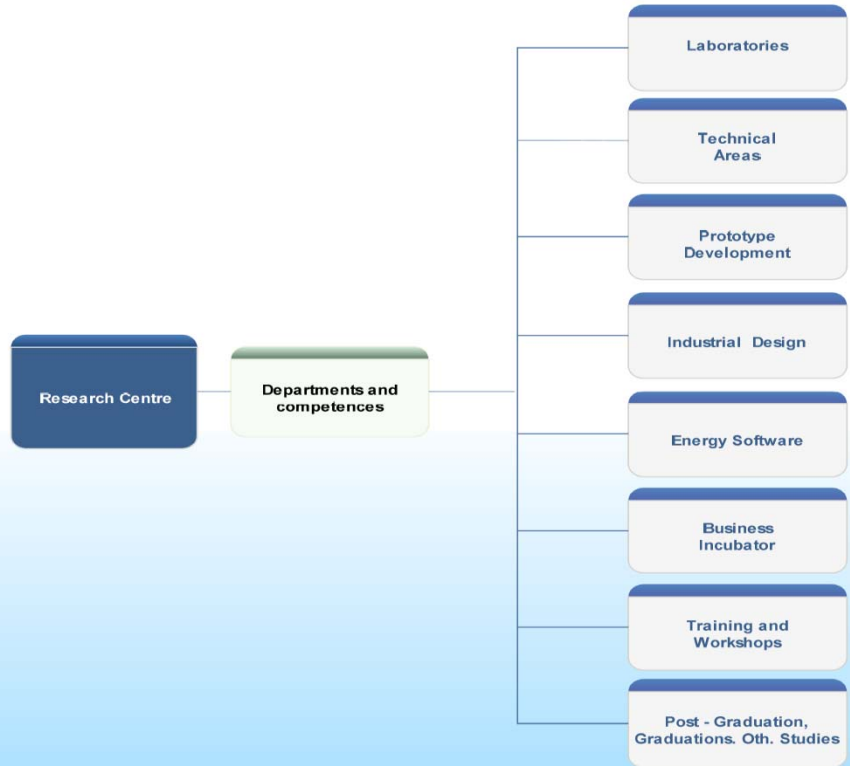 Research Centre
Departments and
competences
Laboratories
Technical
Areas
Prototype
Development
Industrial Design
Energy Software
Business
Incubator
Training and
Workshops
Post - Graduation,
Graduations. Oth. Studies